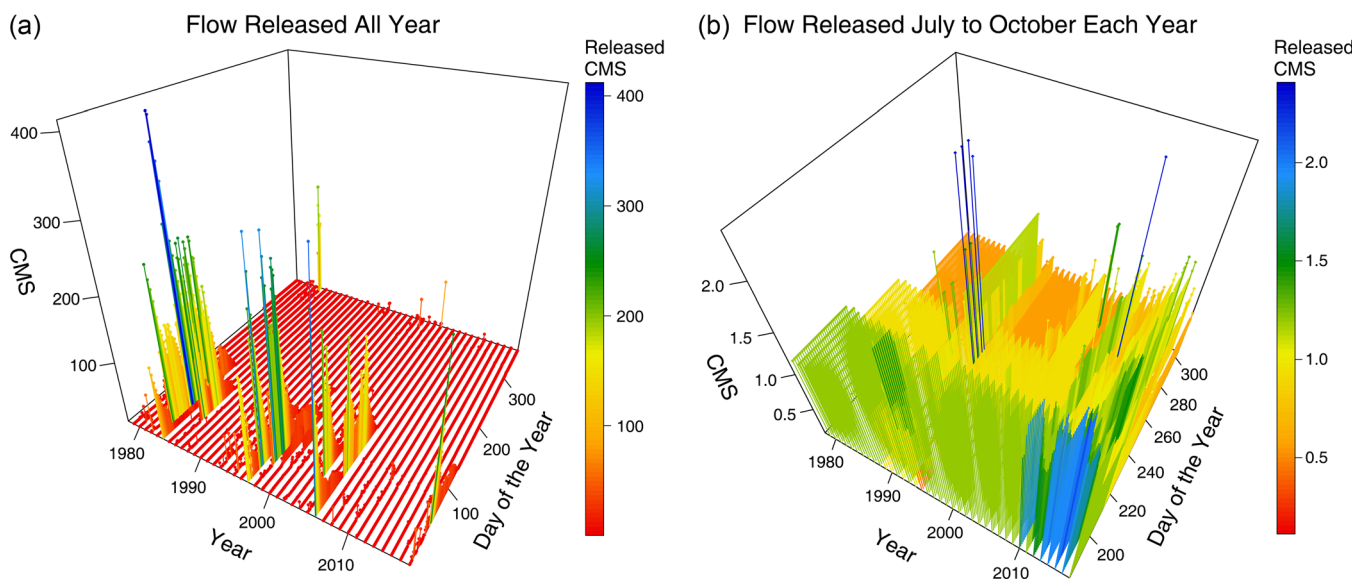 (a) Flow Released All Year
Released
CMS
400
300
200
100
CMS
400
300
200
100
1980
1990
2000
2010
Year
100
200
300
Day of the Year
(b) Flow Released July to October Each Year
Released
CMS
2.0
1.5
1.0
0.5
CMS
2.0
1.5
1.0
0.5
1980
1990
2000
2010
Year
200
220
240
260
280
300
Day of the Year